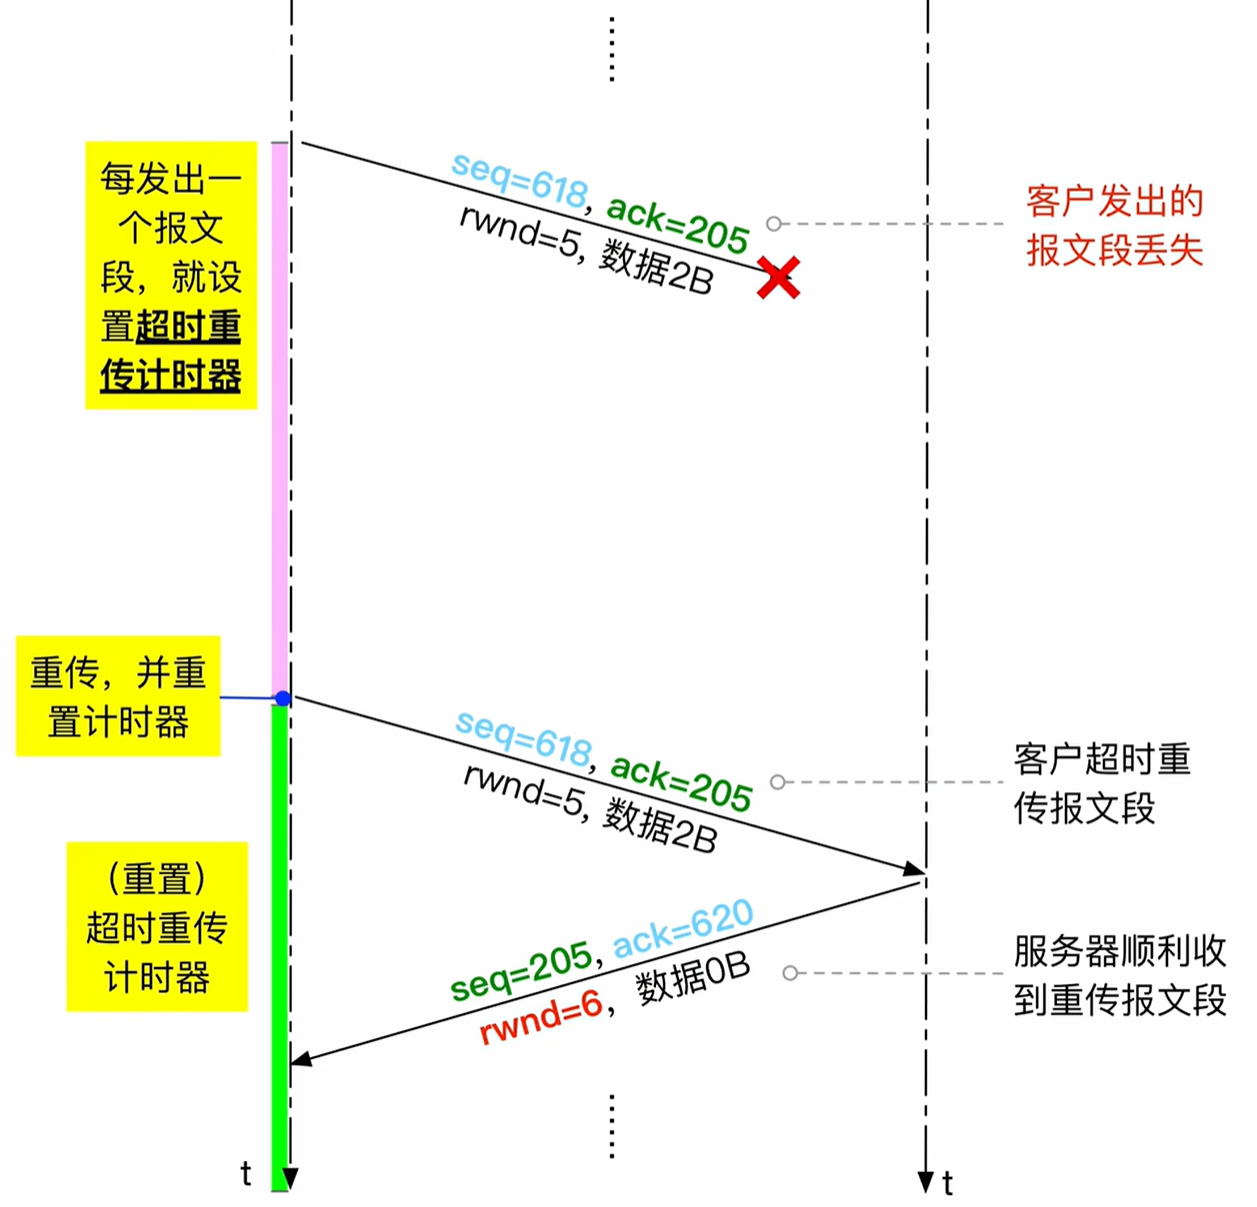 每发出一
个报文
段，就设
置超时重
传计时器
seq=618, ack=205
rwnd=5, 数据2B
客户发出的
报文段丢失
重传，并重
置计时器
seq=618, ack=205
rwnd=5, 数据2B
客户超时重
传报文段
（重置）
超时重传
计时器
seq=205, ack=620
rwnd=6，数据0B
服务器顺利收
到重传报文段
t
t